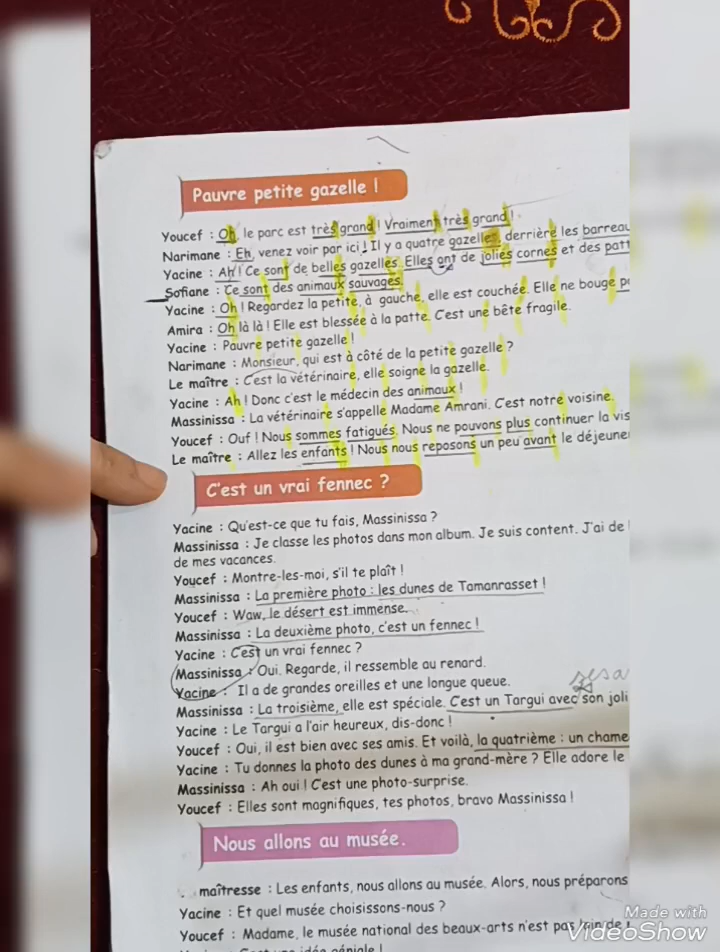 Pauvre petite gazelle !
Youcef : Oh, le parc est très grand ! Vraiment très grand !
Narimane : Eh, venez voir par ici ! Il y a quatre gazelles, derrière les barreau
Yacine : Ah ! Ce sont de belles gazelles. Elles ont de jolies cornes et des patt
Sofiane : Ce sont des animaux sauvages.
Yacine : Oh ! Regardez la petite, à gauche, elle est couchée. Elle ne bouge p
Amira : Oh là là ! Elle est blessée à la patte. C'est une bête fragile.
Yacine : Pauvre petite gazelle !
Narimane : Monsieur, qui est à côté de la petite gazelle ?
Le maître : C'est la vétérinaire, elle soigne la gazelle.
Yacine : Ah ! Donc c'est le médecin des animaux !
Massinissa : La vétérinaire s'appelle Madame Amrani. C'est notre voisine.
Youcef : Ouf ! Nous sommes fatigués. Nous ne pouvons plus continuer la vis
Le maître : Allez les enfants ! Nous nous reposons un peu avant le déjeune
C'est un vrai fennec ?
Yacine : Qu'est-ce que tu fais, Massinissa ?
Massinissa : Je classe les photos dans mon album. Je suis content. J'ai de
de mes vacances.
Youcef : Montre-les-moi, s'il te plaît !
Massinissa : La première photo : les dunes de Tamanrasset !
Youcef : Waw, le désert est immense.
Massinissa : La deuxième photo, c'est un fennec !
Yacine : C'est un vrai fennec ?
Massinissa : Oui. Regarde, il ressemble au renard.
Yacine : Il a de grandes oreilles et une longue queue.
Massinissa : La troisième, elle est spéciale. C'est un Targui avec son joli
Yacine : Le Targui a l'air heureux, dis-donc !
Youcef : Oui, il est bien avec ses amis. Et voilà, la quatrième : un chame
Yacine : Tu donnes la photo des dunes à ma grand-mère ? Elle adore le
Massinissa : Ah oui ! C'est une photo-surprise.
Youcef : Elles sont magnifiques, tes photos, bravo Massinissa !
Nous allons au musée.
maîtresse : Les enfants, nous allons au musée. Alors, nous préparons
Yacine : Et quel musée choisissons-nous ?
Youcef : Madame, le musée national des beaux-arts n'est pas loin de
Made with
VideoShow